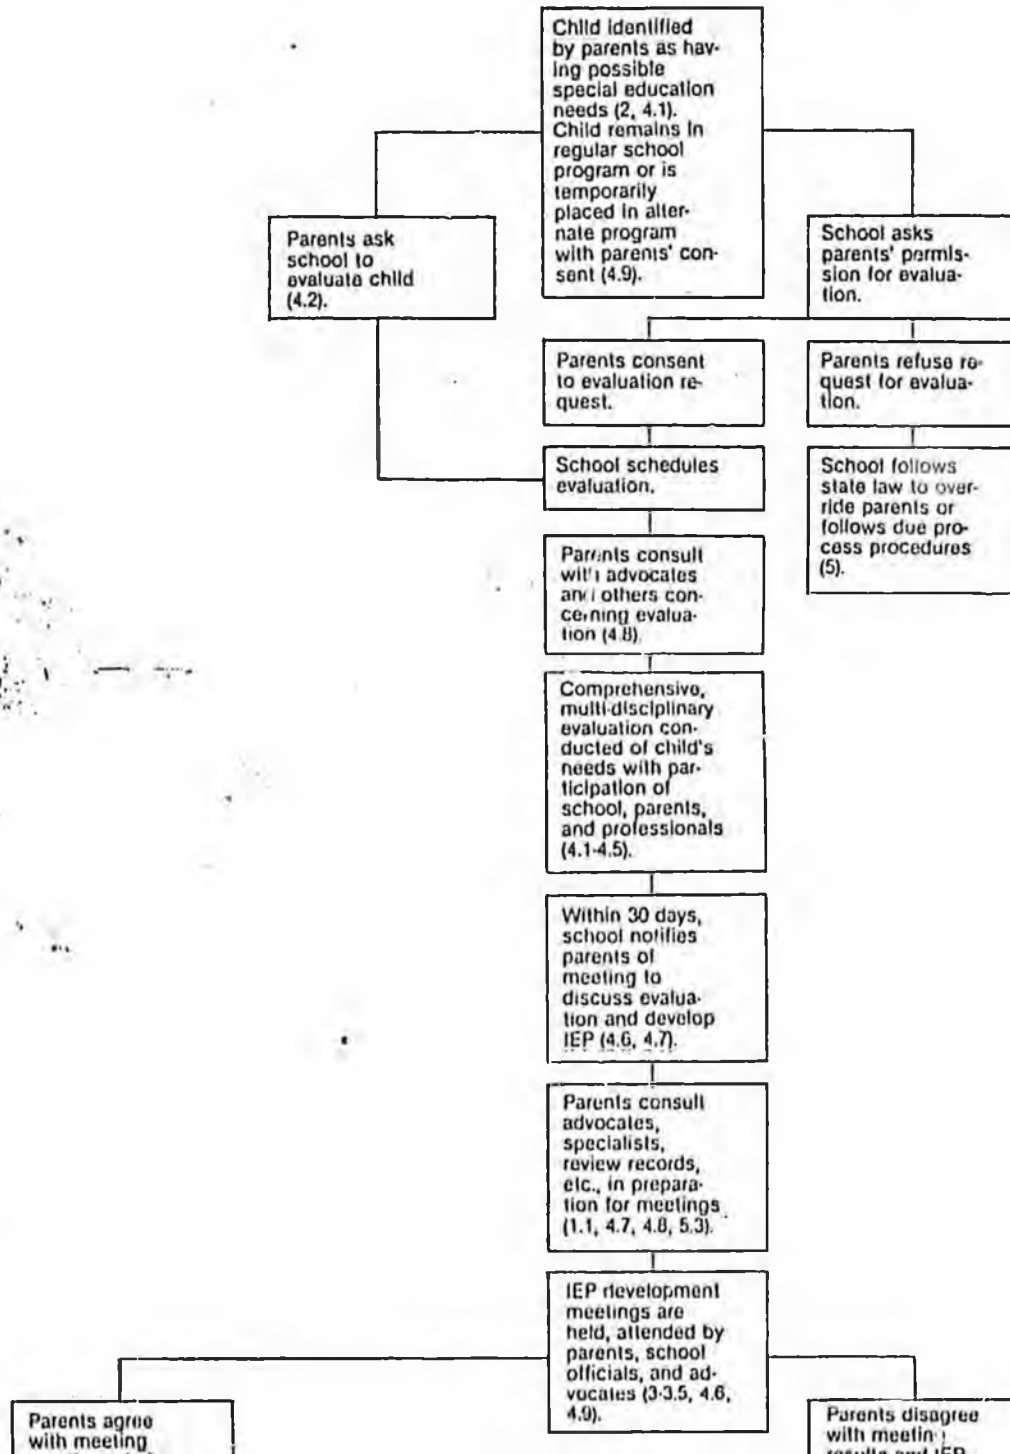 Child identified
by parents as hav-
ing possible
special education
needs (2, 4.1).
Child remains in
regular school
program or is
temporarily
placed in alter-
nate program
with parents' con-
sent (4.9).
Parents ask
school to
evaluate child
(4.2).
School asks
parents' permis-
sion for evalua-
tion.
Parents consent
to evaluation re-
quest.
Parents refuse re-
quest for evalua-
tion.
School schedules
evaluation.
School follows
state law to over-
ride parents or
follows due pro-
cess procedures
(5).
Parents consult
with advocates
and others con-
cerning evalua-
tion (4.8).
Comprehensive,
multi-disciplinary
evaluation con-
ducted of child's
needs with par-
ticipation of
school, parents,
and professionals
(4.1-4.5).
Within 30 days,
school notifies
parents of
meeting to
discuss evalua-
tion and develop
IEP (4.6, 4.7).
Parents consult
advocates,
specialists,
review records,
etc., in prepara-
tion for meetings
(1.1, 4.7, 4.8, 5.3).
IEP development
meetings are
held, attended by
parents, school
officials, and ad-
vocates (3-3.5, 4.6,
4.9).
Parents agree
with meeting
Parents disagree
with meeting
results and IEP